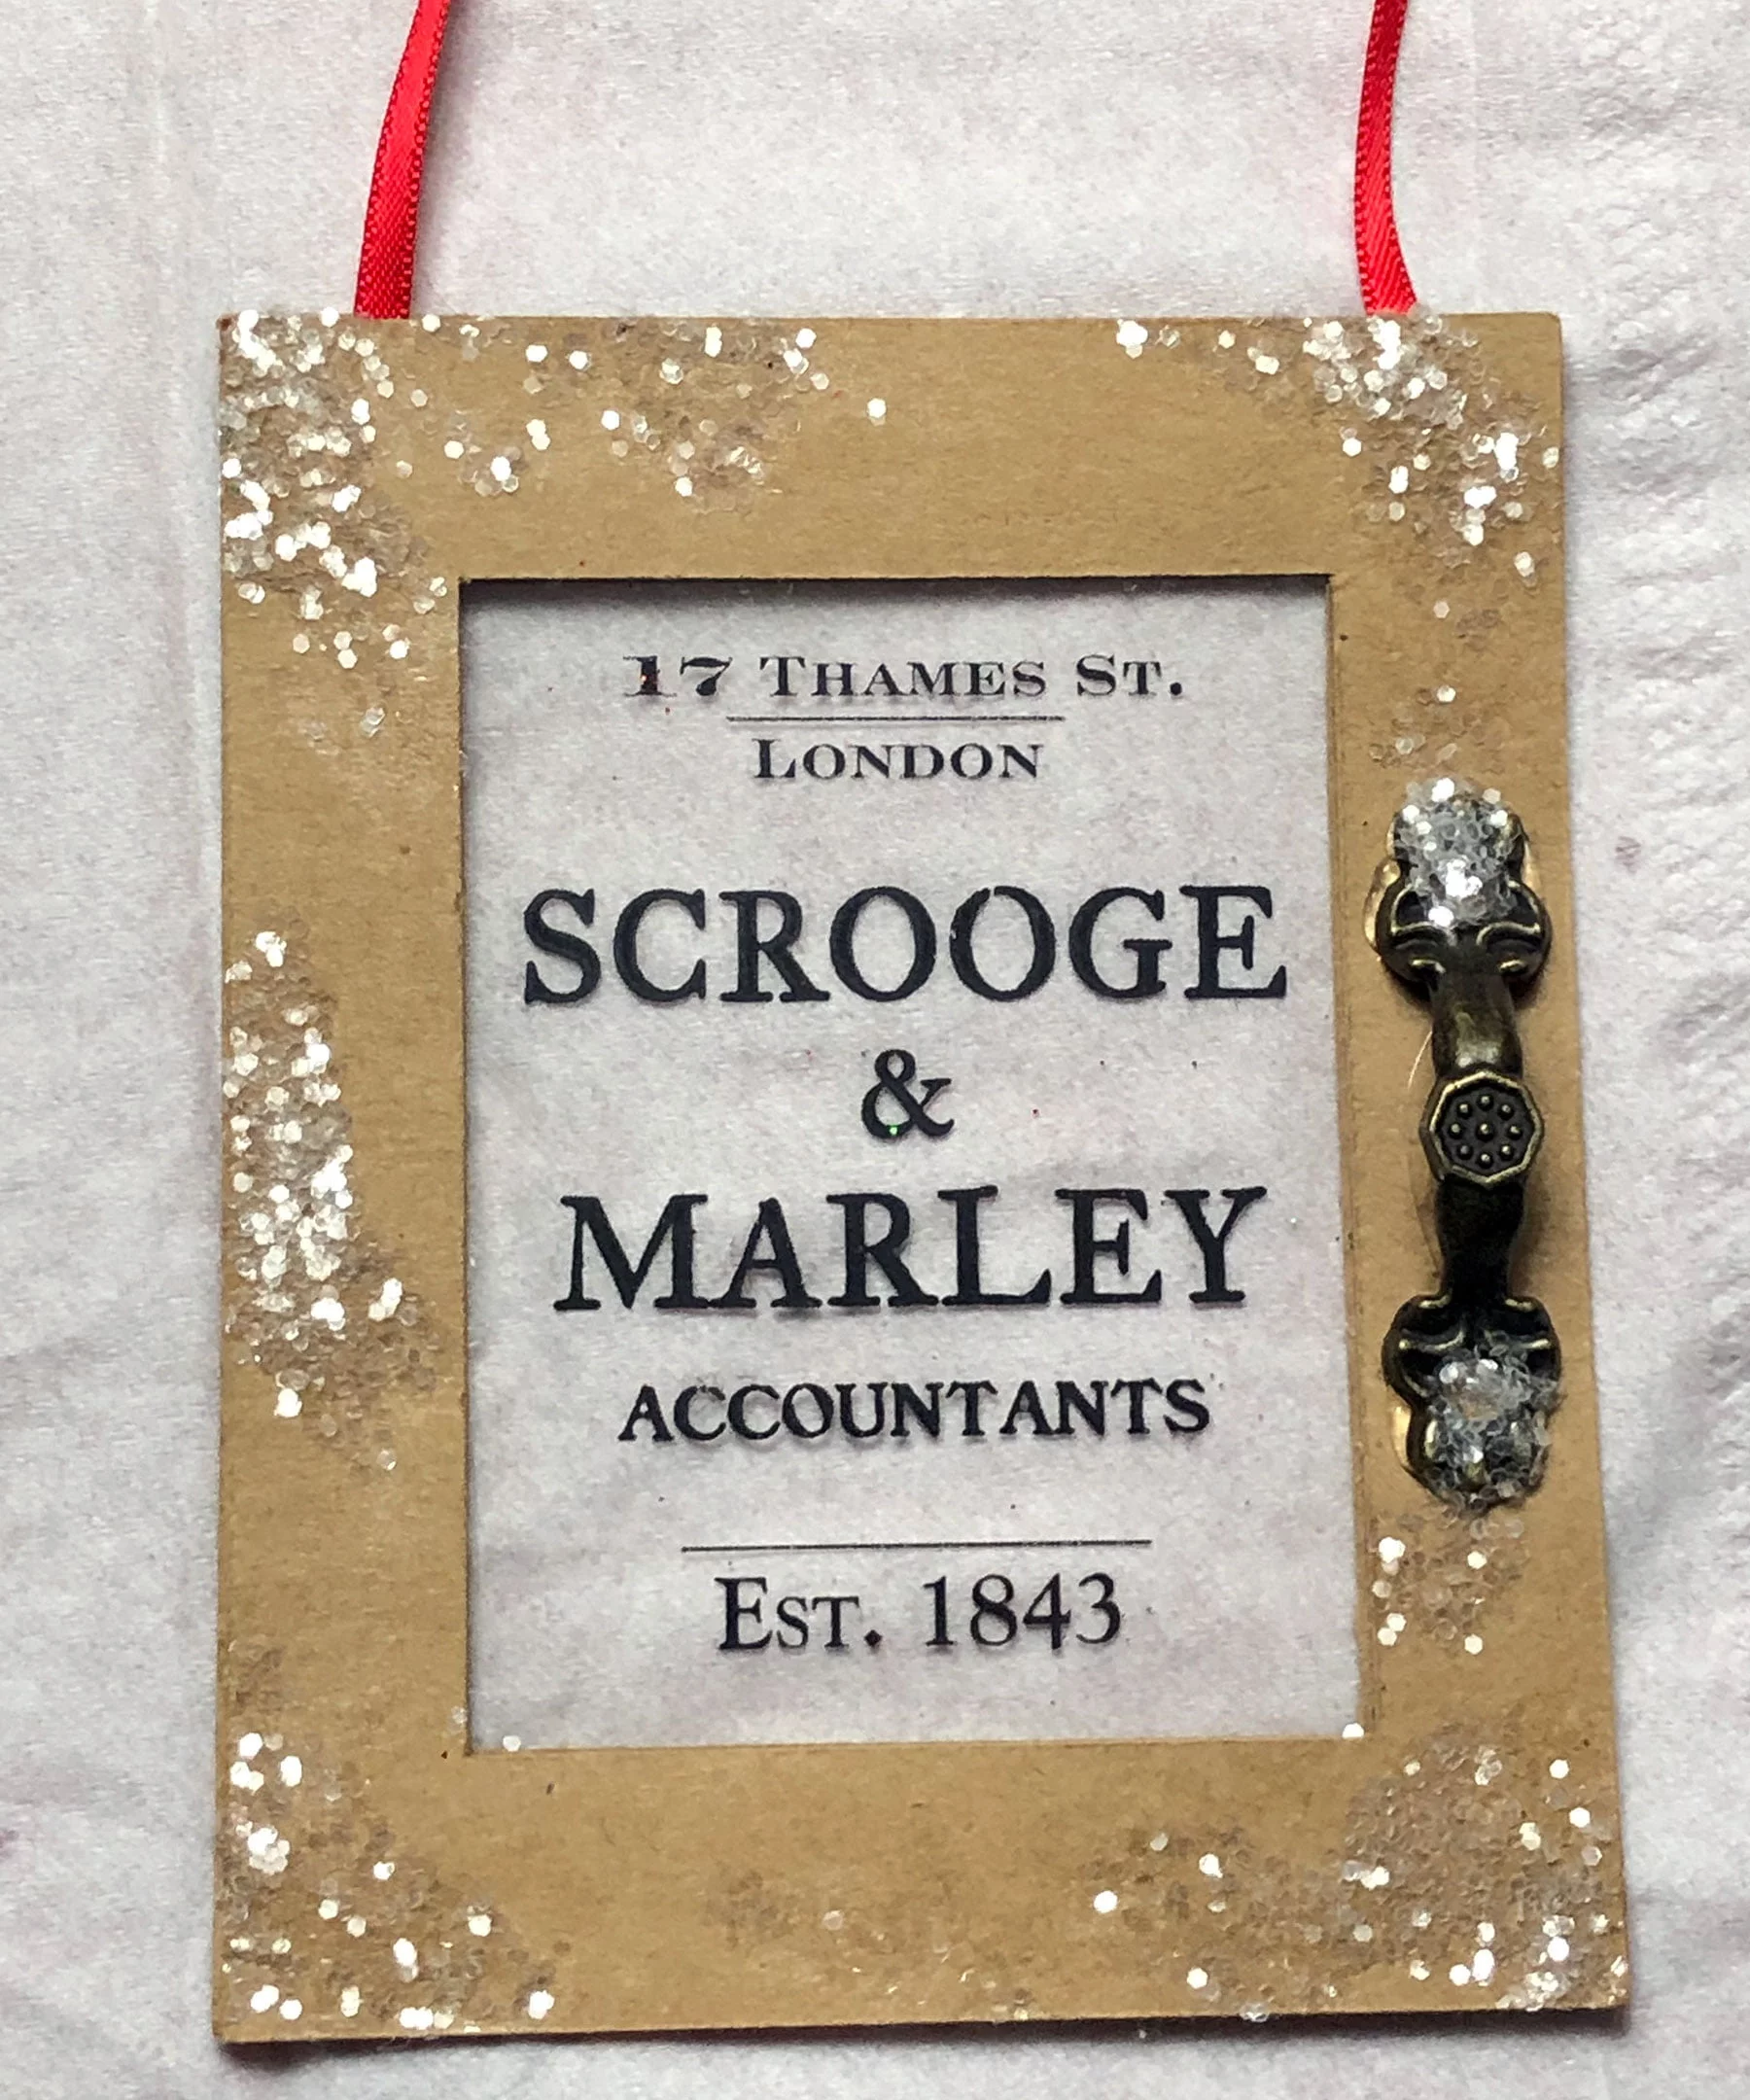 17 THAMES ST.
LONDON
SCROOGE
&
MARLEY
ACCOUNTANTS
EST. 1843